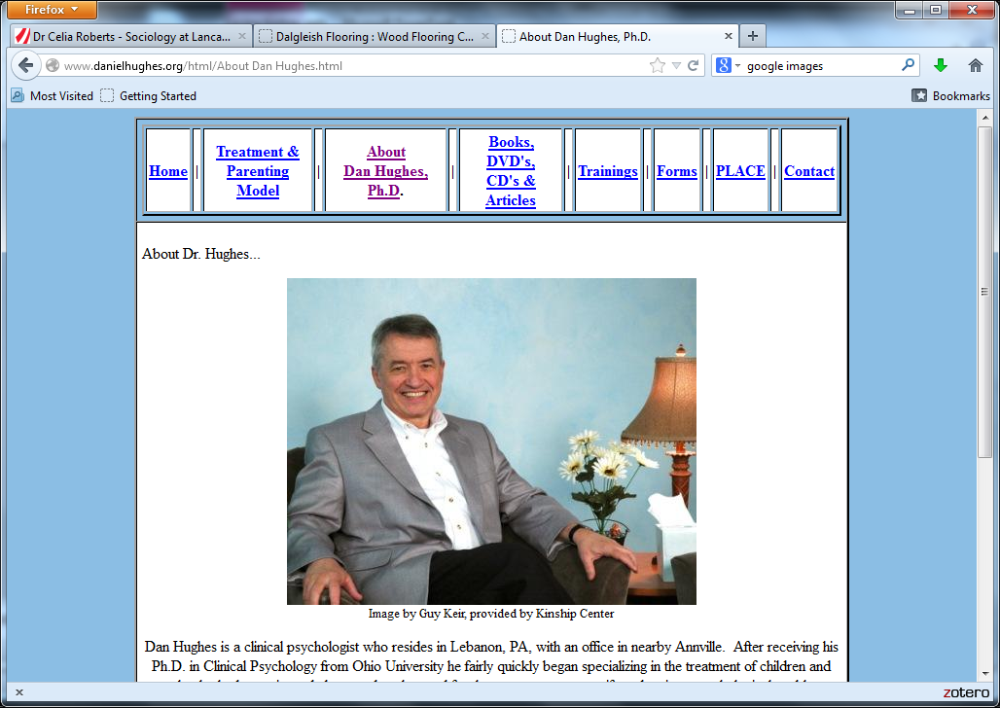 Firefox
Dr Celia Roberts - Sociology at Lanca...
Dalgleish Flooring : Wood Flooring C...
About Dan Hughes, Ph.D.
www.danielhughes.org/html/About Dan Hughes.html
google images
Most Visited
Getting Started
Bookmarks
Home | Treatment & Parenting Model | About Dan Hughes, Ph.D. | Books, DVD's, CD's & Articles | Trainings | Forms | PLACE | Contact
About Dr. Hughes...
Image by Guy Keir, provided by Kinship Center
Dan Hughes is a clinical psychologist who resides in Lebanon, PA, with an office in nearby Annville.  After receiving his
Ph.D. in Clinical Psychology from Ohio University he fairly quickly began specializing in the treatment of children and
zotero